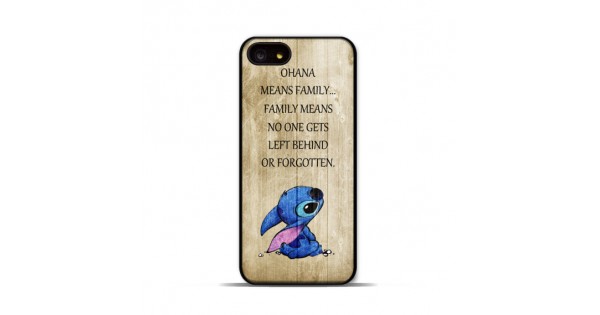 OHANA
MEANS FAMILY...
FAMILY MEANS
NO ONE GETS
LEFT BEHIND
OR FORGOTTEN.